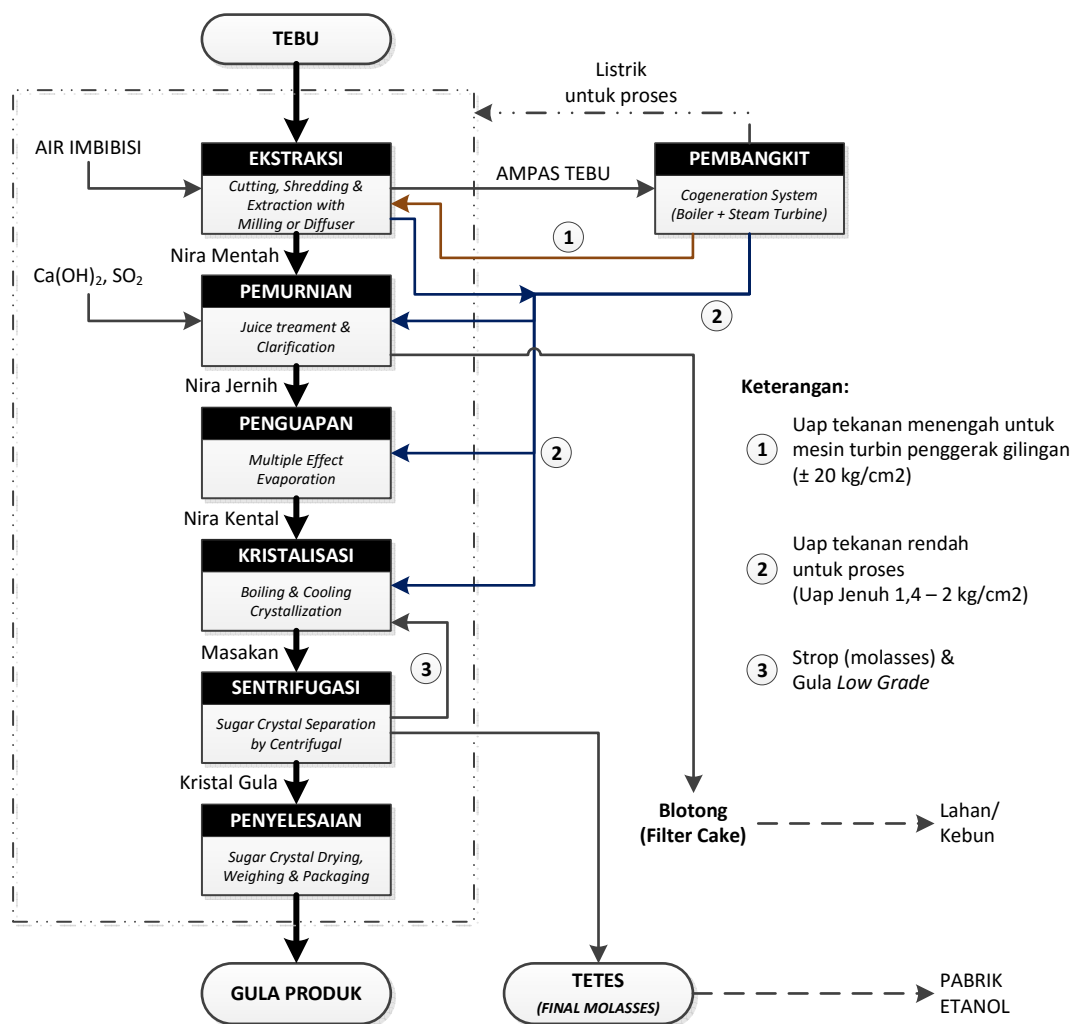 TEBU
Listrik
untuk proses
AIR IMBIBISI
EKSTRAKSI
Cutting, Shredding &
Extraction with
Milling or Diffuser
AMPAS TEBU
PEMBANGKIT
Cogeneration System
(Boiler + Steam Turbine)
1
Nira Mentah
Ca(OH)2, SO2
PEMURNIAN
Juice treament &
Clarification
2
Nira Jernih
PENGUAPAN
Multiple Effect
Evaporation
2
Nira Kental
KRISTALISASI
Boiling & Cooling
Crystallization
Masakan
3
SENTRIFUGASI
Sugar Crystal Separation
by Centrifugal
Kristal Gula
PENYELESAIAN
Sugar Crystal Drying,
Weighing & Packaging
GULA PRODUK
Keterangan:
1
Uap tekanan menengah untuk
mesin turbin penggerak gilingan
(± 20 kg/cm2)
2
Uap tekanan rendah
untuk proses
(Uap Jenuh 1,4 – 2 kg/cm2)
3
Strop (molasses) &
Gula Low Grade
Blotong
(Filter Cake)
Lahan/
Kebun
TETES
(FINAL MOLASSES)
PABRIK
ETANOL